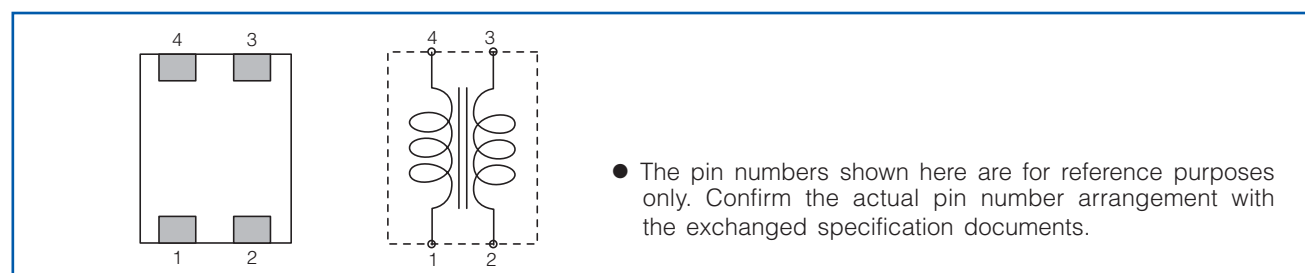 4 3
4 3
● The pin numbers shown here are for reference purposes
only. Confirm the actual pin number arrangement with
the exchanged specification documents.
1 2
1 2